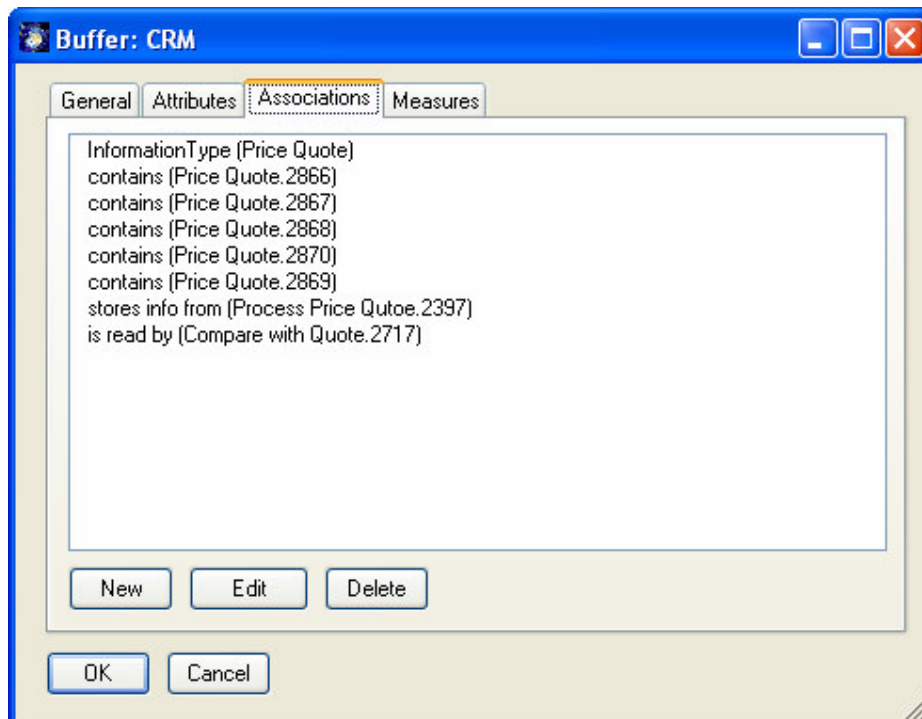 Buffer: CRM
General Attributes Associations Measures
InformationType (Price Quote)
contains (Price Quote.2866)
contains (Price Quote.2867)
contains (Price Quote.2868)
contains (Price Quote.2870)
contains (Price Quote.2869)
stores info from (Process Price Qutoe.2397)
is read by (Compare with Quote.2717)
New Edit Delete
OK Cancel